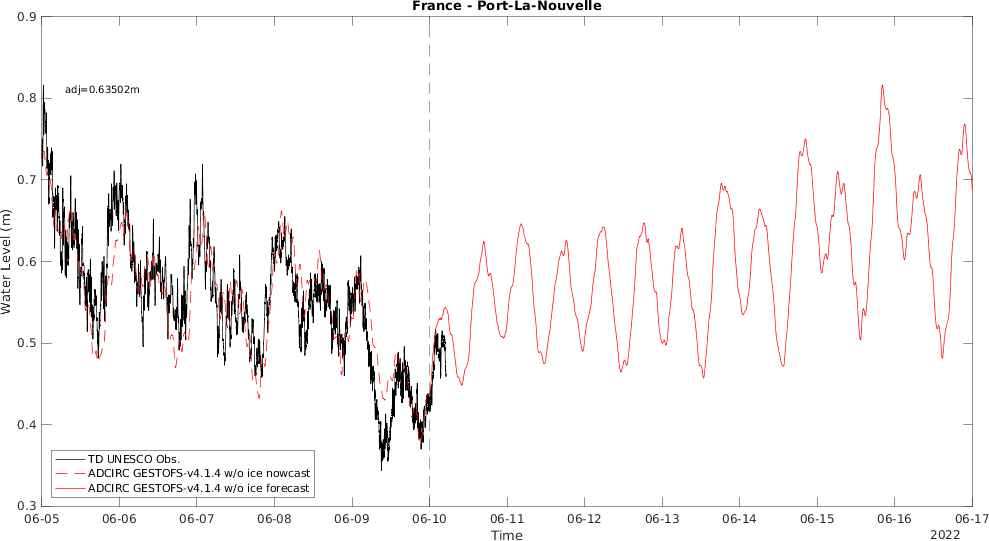 France - Port-La-Nouvelle
0.9
0.8
0.7
0.6
0.5
0.4
0.3
Water Level (m)
adj=0.63502m
TD UNESCO Obs.
ADCIRC GESTOFS-v4.1.4 w/o ice nowcast
ADCIRC GESTOFS-v4.1.4 w/o ice forecast
06-05 06-06 06-07 06-08 06-09 06-10 06-11 06-12 06-13 06-14 06-15 06-16 06-17
Time
2022